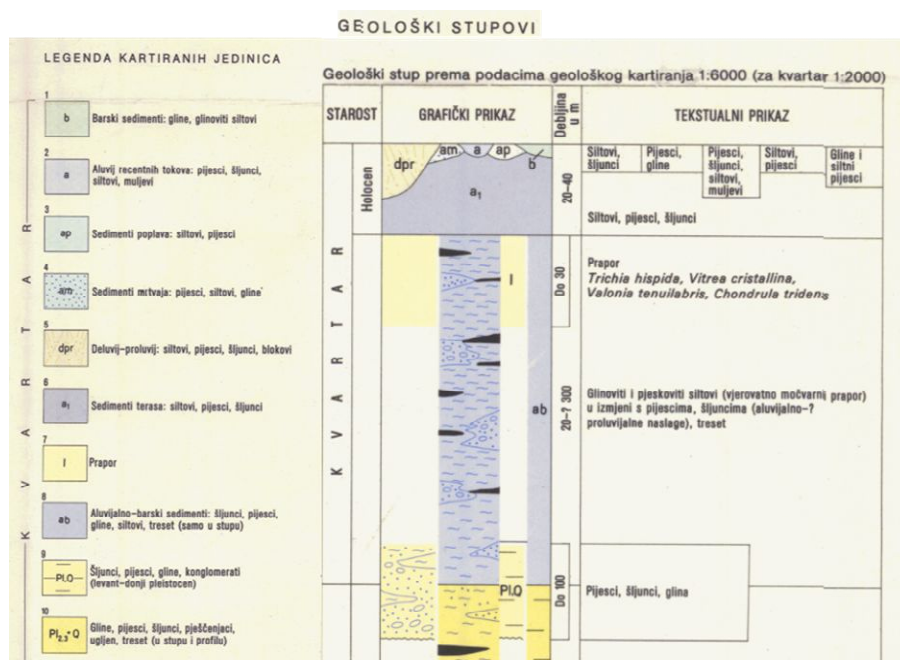 GEOLOŠKI STUPOVI
LEGENDA KARTIRANIH JEDINICA
1
b
Barski sedimenti: gline, glinoviti siltovi
2
a
Aluvij recentnih tokova: pijesci, šljunci,
siltovi, muljevi
3
ap
Sedimenti poplava: siltovi, pijesci
4
am
Sedimenti mrtvaja: pijesci, siltovi, gline
5
dpr
Deluvij-proluvij: siltovi, pijesci, šljunci, blokovi
6
a1
Sedimenti terasa: siltovi, pijesci, šljunci
7
l
Prapor
8
ab
Aluvijalno-barski sedimenti: šljunci, pijesci,
gline, siltovi, treset (samo u stupu)
9
Pl,Q
Šljunci, pijesci, gline, konglomerati
(levant-donji pleistocen)
10
Pl2,3+Q
Gline, pijesci, šljunci, pješčenjaci,
ugljen, treset (u stupu i profilu)
KVARTAR
Geološki stup prema podacima geološkog kartiranja 1:6000 (za kvartar 1:2000)
STAROST
GRAFIČKI PRIKAZ
Debljina
u m
TEKSTUALNI PRIKAZ
KVARTAR
Holocen
dpr
am
a
ap
b
a1
20-40
Siltovi,
šljunci
Pijesci,
gline
Pijesci,
šljunci,
siltovi,
muljevi
Siltovi,
pijesci
Gline i
siltni
pijesci
Siltovi, pijesci, šljunci
l
Do 30
Prapor
Trichia hispida, Vitrea cristallina,
Valonia tenuilabris, Chondrula tridens
ab
20-? 300
Glinoviti i pjeskoviti siltovi (vjerovatno močvarni prapor)
u izmjeni s pijescima, šljuncima (aluvijalno-?
proluvijalne naslage), treset
Pl,Q
Do 100
Pijesci, šljunci, glina